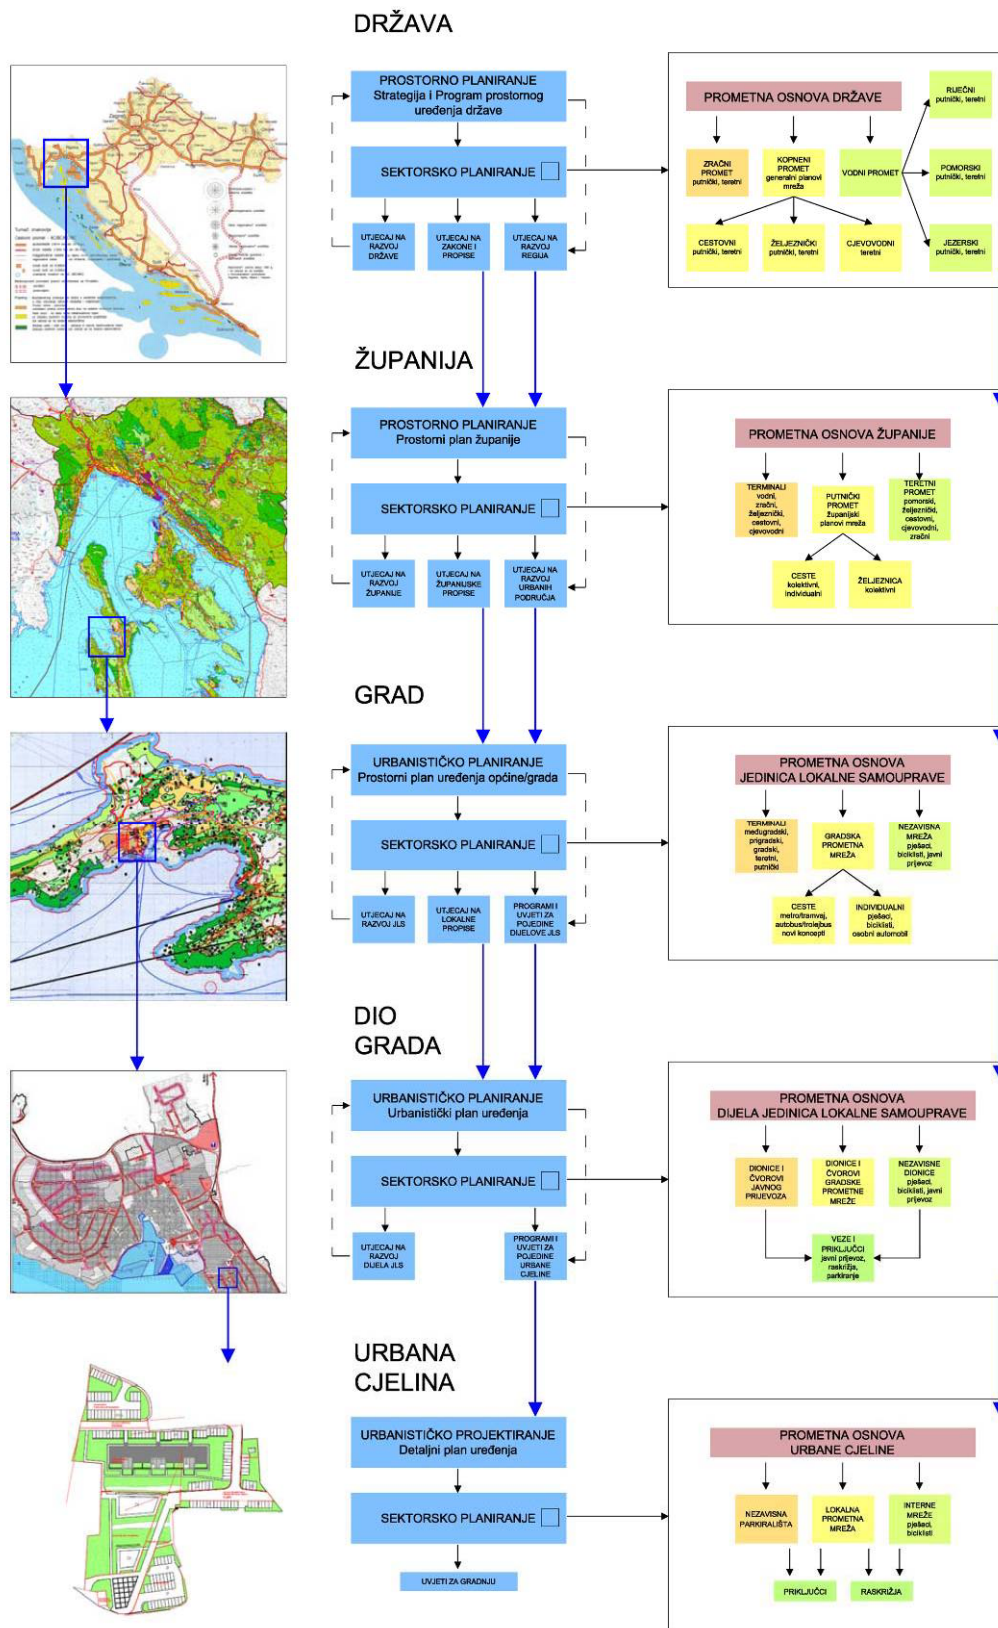 DRŽAVA
PROSTORNO PLANIRANJE
Strategija i Program prostornog
uređenja države
SEKTORSKO PLANIRANJE
UTJECAJ NA
RAZVOJ
DRŽAVE
UTJECAJ NA
ZAKONE I
PROPISE
UTJECAJ NA
RAZVOJ
REGIJA
PROMETNA OSNOVA DRŽAVE
ZRAČNI
PROMET
putnički, teretni
KOPNENI
PROMET
generalni planovi
mreža
VODNI PROMET
RIJEČNI
putnički, teretni
POMORSKI
putnički, teretni
JEZERSKI
putnički, teretni
CESTOVNI
putnički, teretni
ŽELJEZNIČKI
putnički, teretni
CJEVOVODNI
teretni
ŽUPANIJA
PROSTORNO PLANIRANJE
Prostorni plan županije
SEKTORSKO PLANIRANJE
UTJECAJ NA
RAZVOJ
ŽUPANIJE
UTJECAJ NA
ŽUPANIJSKE
PROPISE
UTJECAJ NA
RAZVOJ
URBANIH
PODRUČJA
PROMETNA OSNOVA ŽUPANIJE
TERMINALI
vodni,
zračni,
željeznički,
cestovni,
cjevovodni
PUTNIČKI
PROMET
županijski
planovi mreža
TERETNI
PROMET
pomorski,
željeznički,
cestovni,
cjevovodni,
zračni
CESTE
kolektivni,
individualni
ŽELJEZNICA
kolektivni
GRAD
URBANISTIČKO PLANIRANJE
Prostorni plan uređenja općine/grada
SEKTORSKO PLANIRANJE
UTJECAJ NA
RAZVOJ JLS
UTJECAJ NA
LOKALNE
PROPISE
PROGRAMI I
UVJETI ZA
POJEDINE
DIJELOVE JLS
PROMETNA OSNOVA
JEDINICA LOKALNE SAMOUPRAVE
TERMINALI
međugradski,
prigradski,
gradski,
teretni,
putnički
GRADSKA
PROMETNA
MREŽA
NEZAVISNA
MREŽA
pješaci,
biciklisti, javni
prijevoz
CESTE
metro/tramvaj,
autobus/trolejbus
novi koncepti
INDIVIDUALNI
pješaci,
biciklisti,
osobni automobil
DIO
GRADA
URBANISTIČKO PLANIRANJE
Urbanistički plan uređenja
SEKTORSKO PLANIRANJE
UTJECAJ NA
RAZVOJ
DIJELA JLS
PROGRAMI I
UVJETI ZA
POJEDINE
URBANE
CJELINE
PROMETNA OSNOVA
DIJELA JEDINICA LOKALNE SAMOUPRAVE
DIONICE I
ČVOROVI
JAVNOG
PRIJEVOZA
DIONICE I
ČVOROVI
GRADSKE
PROMETNE
MREŽE
NEZAVISNE
DIONICE
pješaci,
biciklisti, javni
prijevoz
VEZE I
PRIKLJUČCI
javni prijevoz,
raskrižja,
parkiranje
URBANA
CJELINA
URBANISTIČKO PROJEKTIRANJE
Detaljni plan uređenja
SEKTORSKO PLANIRANJE
UVJETI ZA GRADNJU
PROMETNA OSNOVA
URBANE CJELINE
NEZAVISNA
PARKIRALIŠTA
LOKALNA
PROMETNA
MREŽA
INTERNE
MREŽE
pješaci,
biciklisti
PRIKLJUČCI
RASKRIŽJA